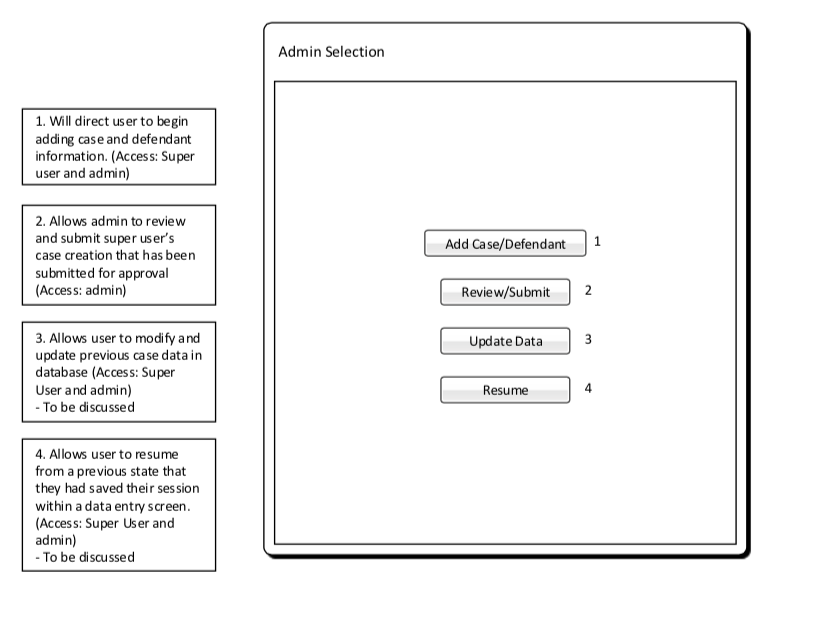 Admin Selection
1. Will direct user to begin
adding case and defendant
information. (Access: Super
user and admin)
2. Allows admin to review
and submit super user's
case creation that has been
submitted for approval
(Access: admin)
3. Allows user to modify and
update previous case data in
database (Access: Super
User and admin)
- To be discussed
4. Allows user to resume
from a previous state that
they had saved their session
within a data entry screen.
(Access: Super User and
admin)
- To be discussed
Add Case/Defendant 1
Review/Submit 2
Update Data 3
Resume 4